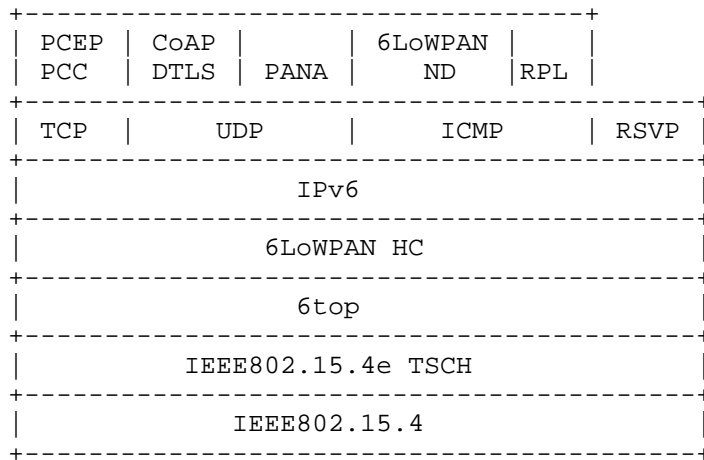 PCEP | CoAP | | 6LoWPAN | |
PCC | DTLS | PANA | ND |RPL |
TCP | UDP | ICMP | RSVP |
IPv6
6LoWPAN HC
6top
IEEE802.15.4e TSCH
IEEE802.15.4